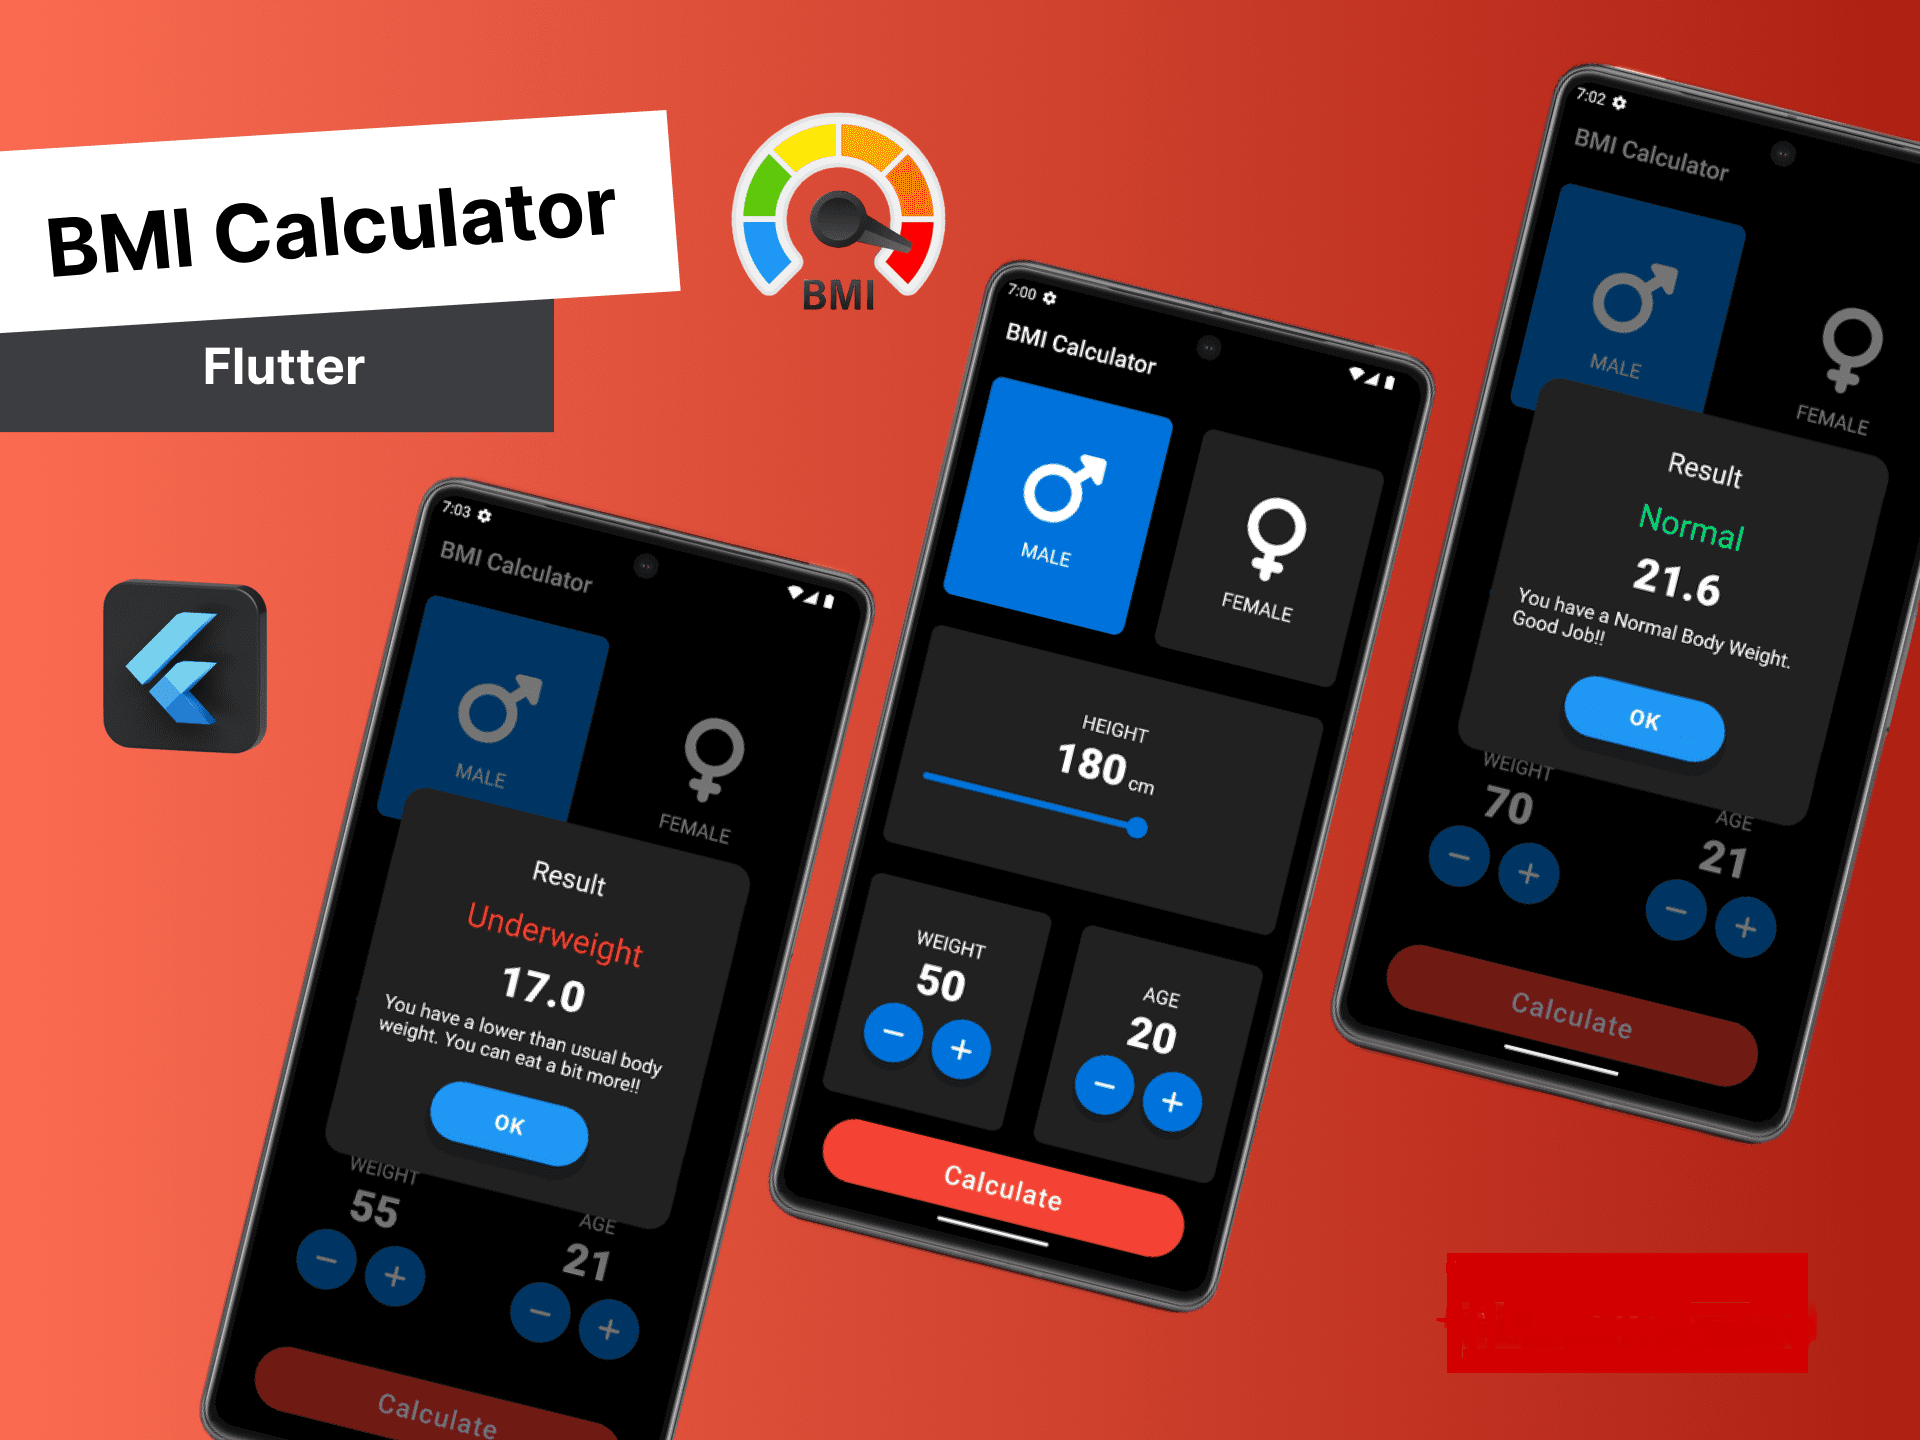 BMI Calculator
Flutter
BMI
7:03
BMI Calculator
MALE
FEMALE
Result
Underweight
17.0
You have a lower than usual body
weight. You can eat a bit more!!
OK
WEIGHT
55
AGE
21
Calculate
7:00
BMI Calculator
MALE
FEMALE
HEIGHT
180 cm
WEIGHT
50
AGE
20
Calculate
7:02
BMI Calculator
MALE
FEMALE
Result
Normal
21.6
You have a Normal Body Weight.
Good Job!!
OK
WEIGHT
70
AGE
21
Calculate